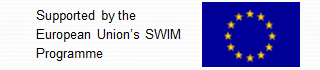 Supported by the
European Union's SWIM
Programme